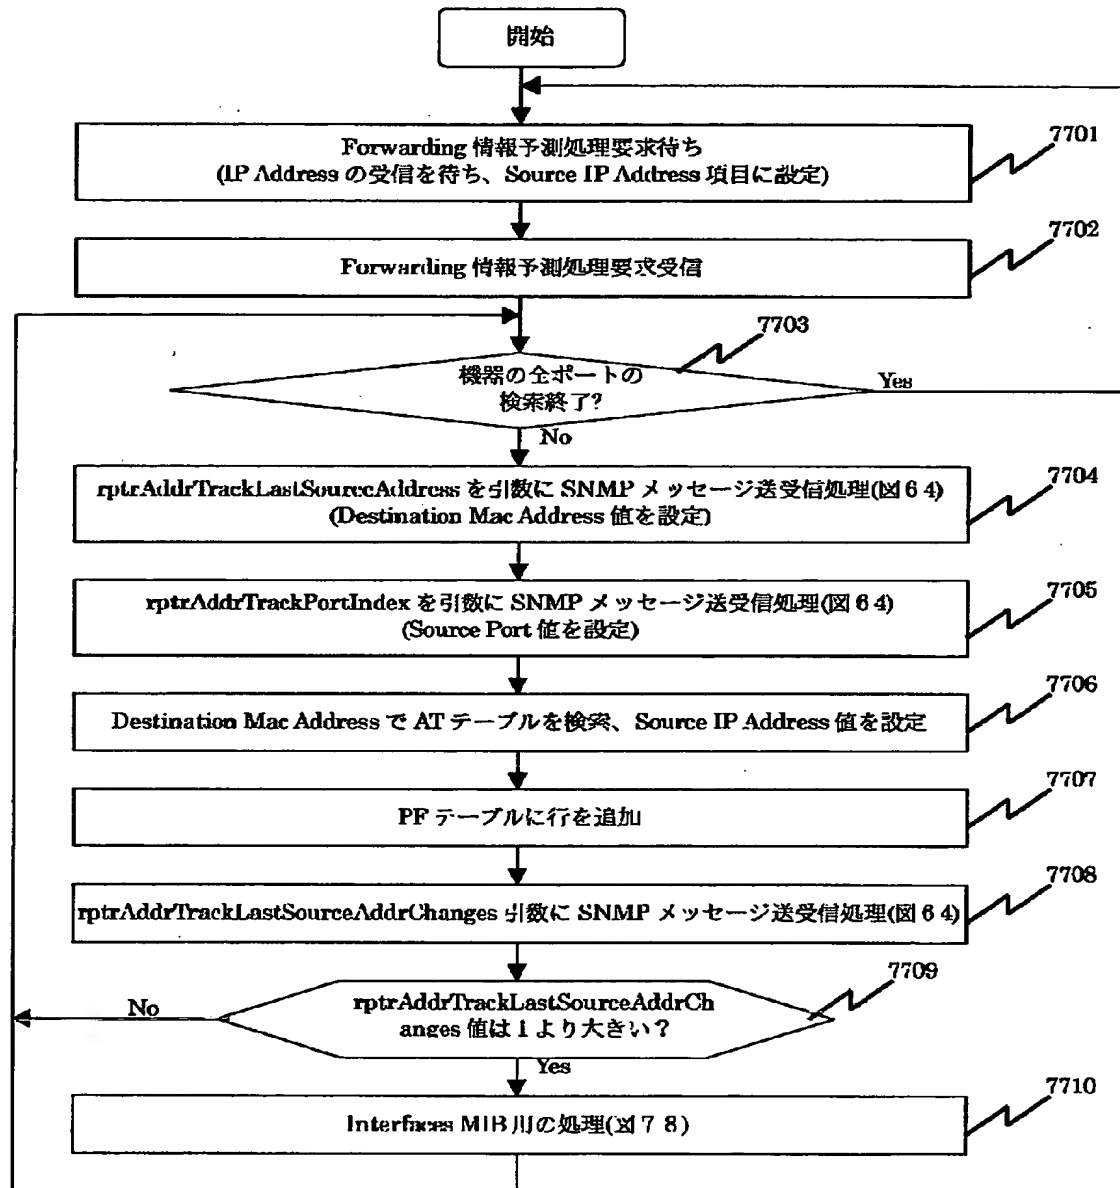 開始
Forwarding 情報予測処理要求待ち
(IP Address の受信を待ち、Source IP Address 項目に設定)
7701
Forwarding 情報予測処理要求受信
7702
7703
機器の全ポートの
検索終了?
Yes
No
rptrAddrTrackLastSourceAddress を引数に SNMP メッセージ送受信処理(図64)
(Destination Mac Address 値を設定)
7704
rptrAddrTrackPortIndex を引数に SNMP メッセージ送受信処理(図64)
(Source Port 値を設定)
7705
Destination Mac Address で AT テーブルを検索、Source IP Address 値を設定
7706
PF テーブルに行を追加
7707
rptrAddrTrackLastSourceAddrChanges 引数に SNMP メッセージ送受信処理(図64)
7708
7709
rptrAddrTrackLastSourceAddrCh
anges 値は1より大きい?
No
Yes
Interfaces MIB 用の処理(図78)
7710